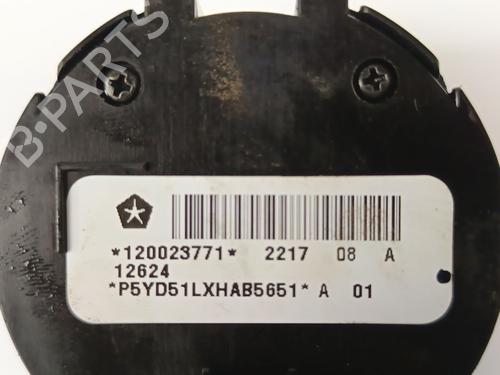 B-PARTS
*120023771* 2217 08 A
12624
*P5YD51LXHAB5651* A 01